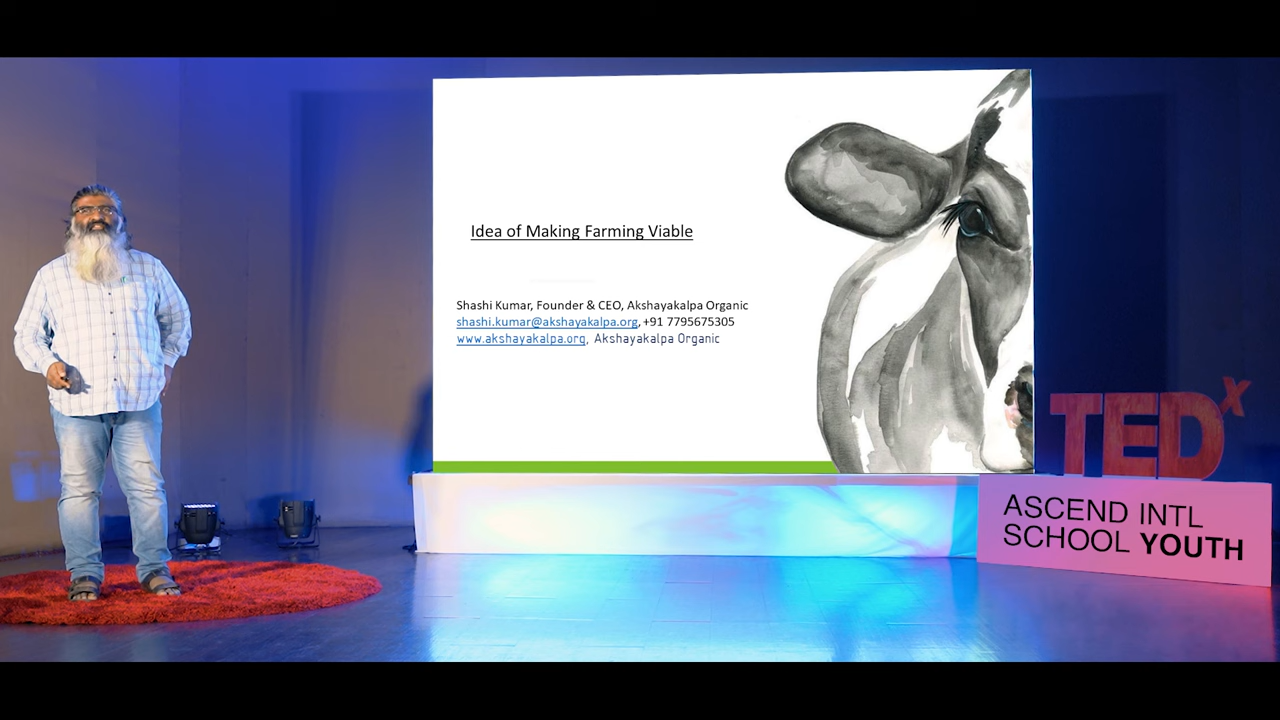 Idea of Making Farming Viable
Shashi Kumar, Founder & CEO, Akshayakalpa Organic
shashi.kumar@akshayakalpa.org, +91 7795675305
www.akshayakalpa.org, Akshayakalpa Organic
TEDx
ASCEND INTL
SCHOOL YOUTH